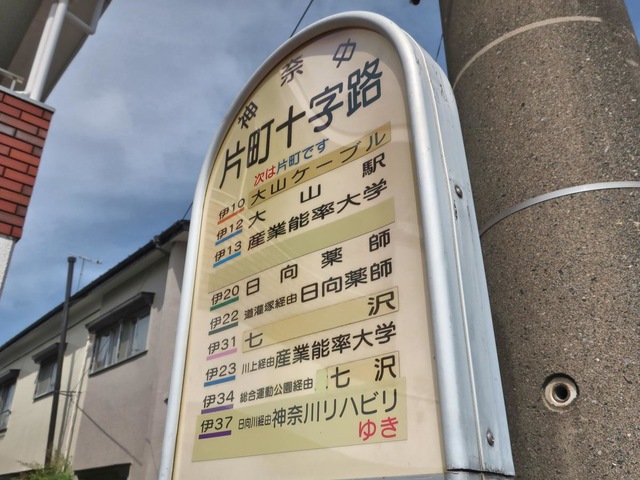 神奈中
片町十字路
次は片町です
伊10 大山ケーブル
伊12 大山駅
伊13 産業能率大学
伊20 日向薬師
伊22 道灌塚経由 日向薬師
伊31 七沢
伊23 川上経由 産業能率大学
伊34 総合運動公園経由 七沢
伊37 日向川経由 神奈川リハビリ
ゆき